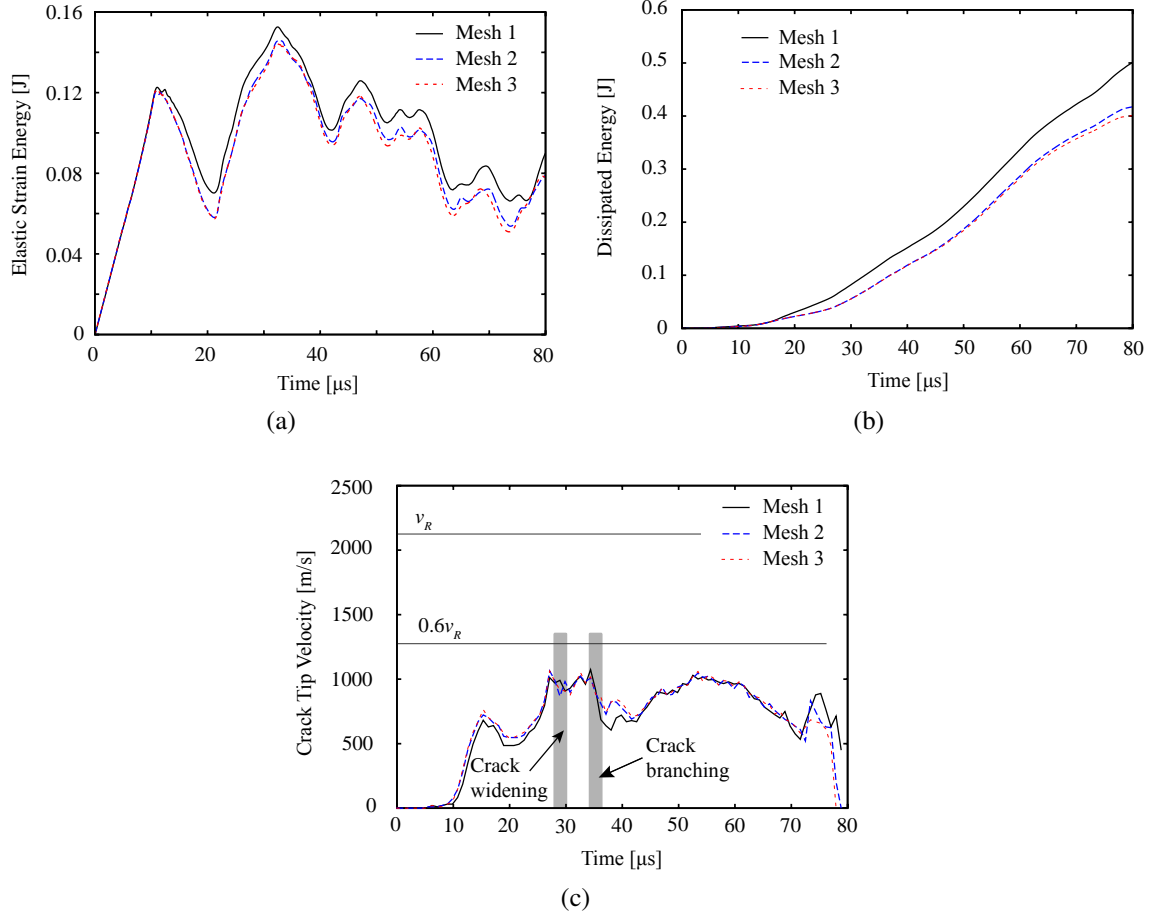 0.16
0.12
0.08
0.04
0
Elastic Strain Energy [J]
Mesh 1
Mesh 2
Mesh 3
0 20 40 60 80
Time [μs]
(a)
0.6
0.5
0.4
0.3
0.2
0.1
0
Dissipated Energy [J]
Mesh 1
Mesh 2
Mesh 3
0 10 20 30 40 50 60 70 80
Time [μs]
(b)
2500
2000
1500
1000
500
0
Crack Tip Velocity [m/s]
Mesh 1
Mesh 2
Mesh 3
v_R
0.6v_R
Crack
widening
Crack
branching
0 10 20 30 40 50 60 70 80
Time [μs]
(c)